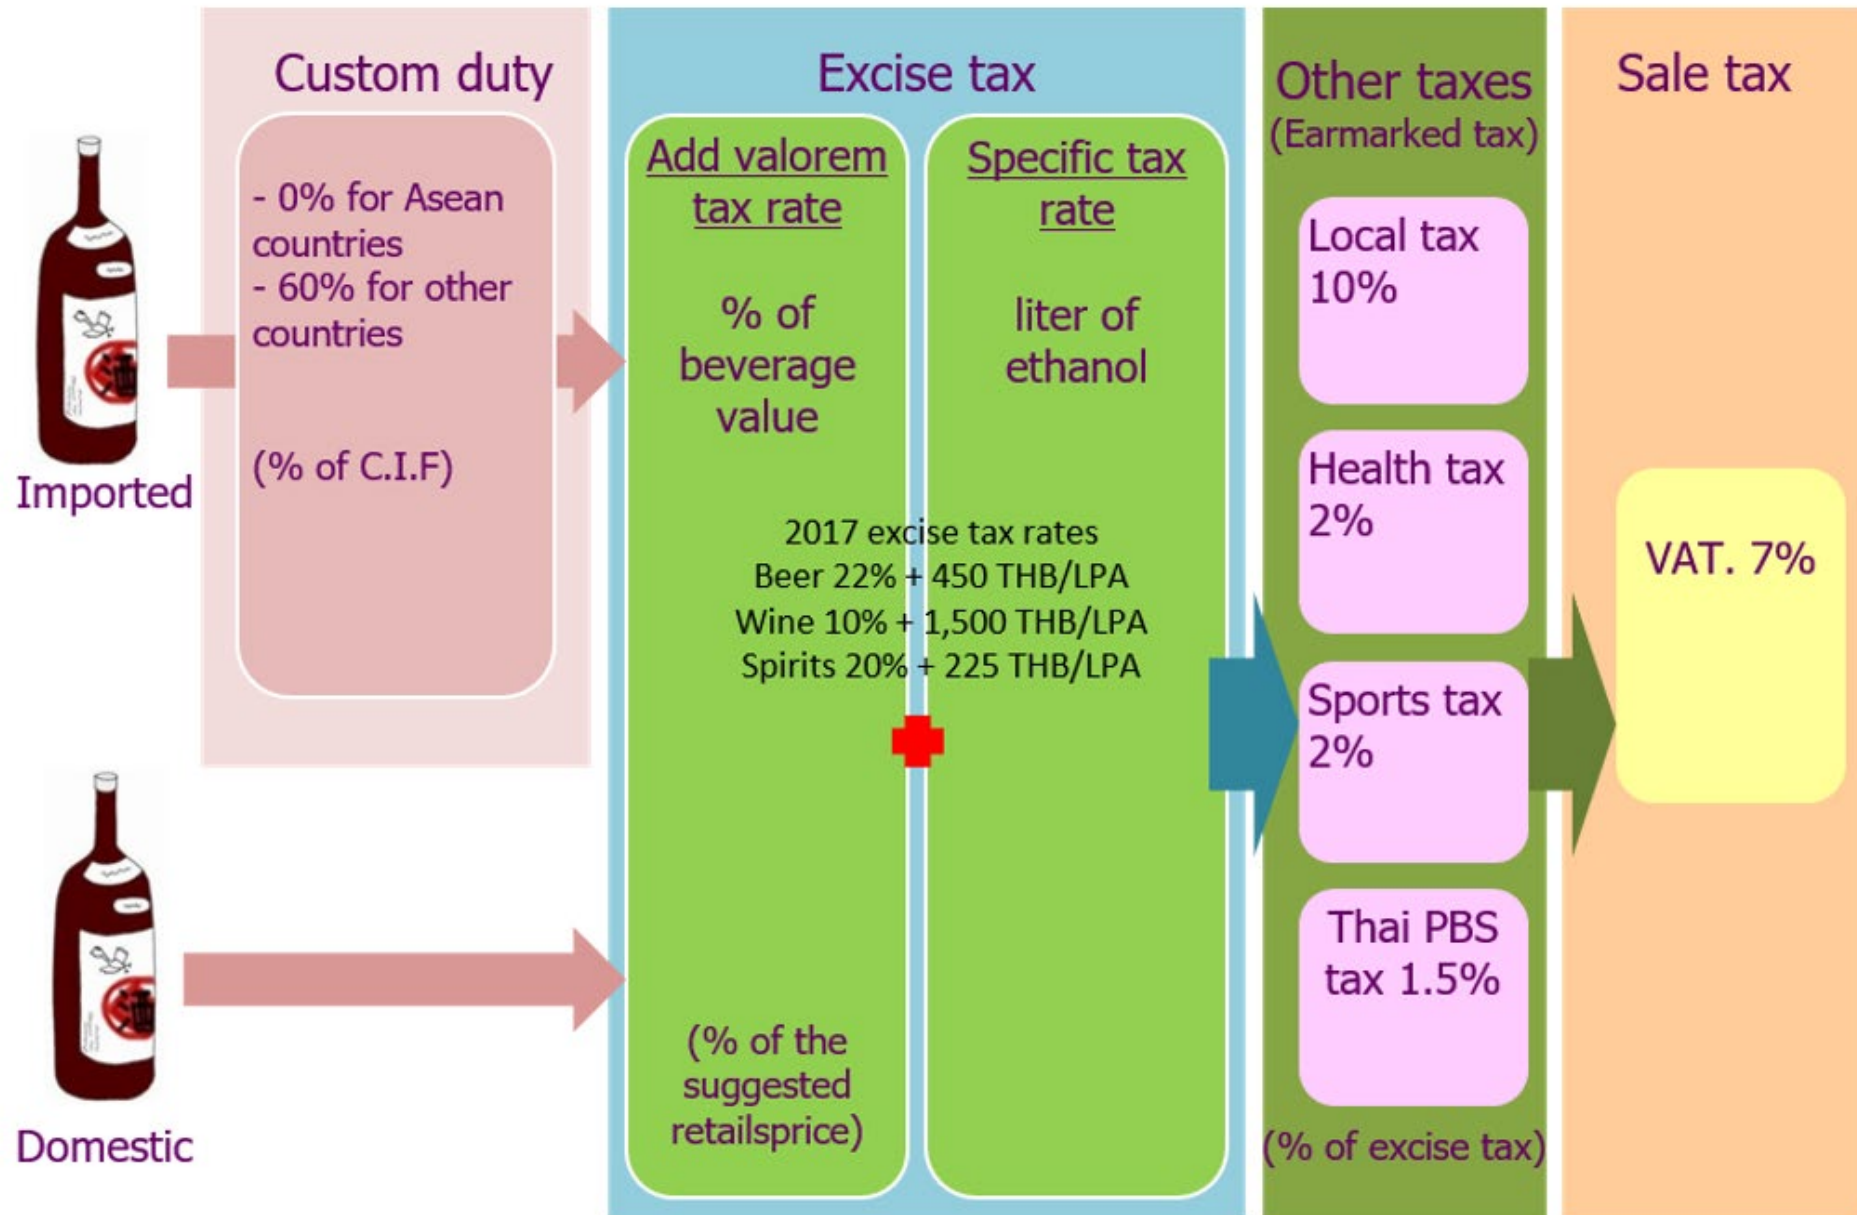 Custom duty
- 0% for Asean
countries
- 60% for other
countries
(% of C.I.F)
Imported
Domestic
Excise tax
Add valorem
tax rate
% of
beverage
value
Specific tax
rate
liter of
ethanol
2017 excise tax rates
Beer 22% + 450 THB/LPA
Wine 10% + 1,500 THB/LPA
Spirits 20% + 225 THB/LPA
(% of the
suggested
retailsprice)
Other taxes
(Earmarked tax)
Local tax
10%
Health tax
2%
Sports tax
2%
Thai PBS
tax 1.5%
(% of excise tax)
Sale tax
VAT. 7%